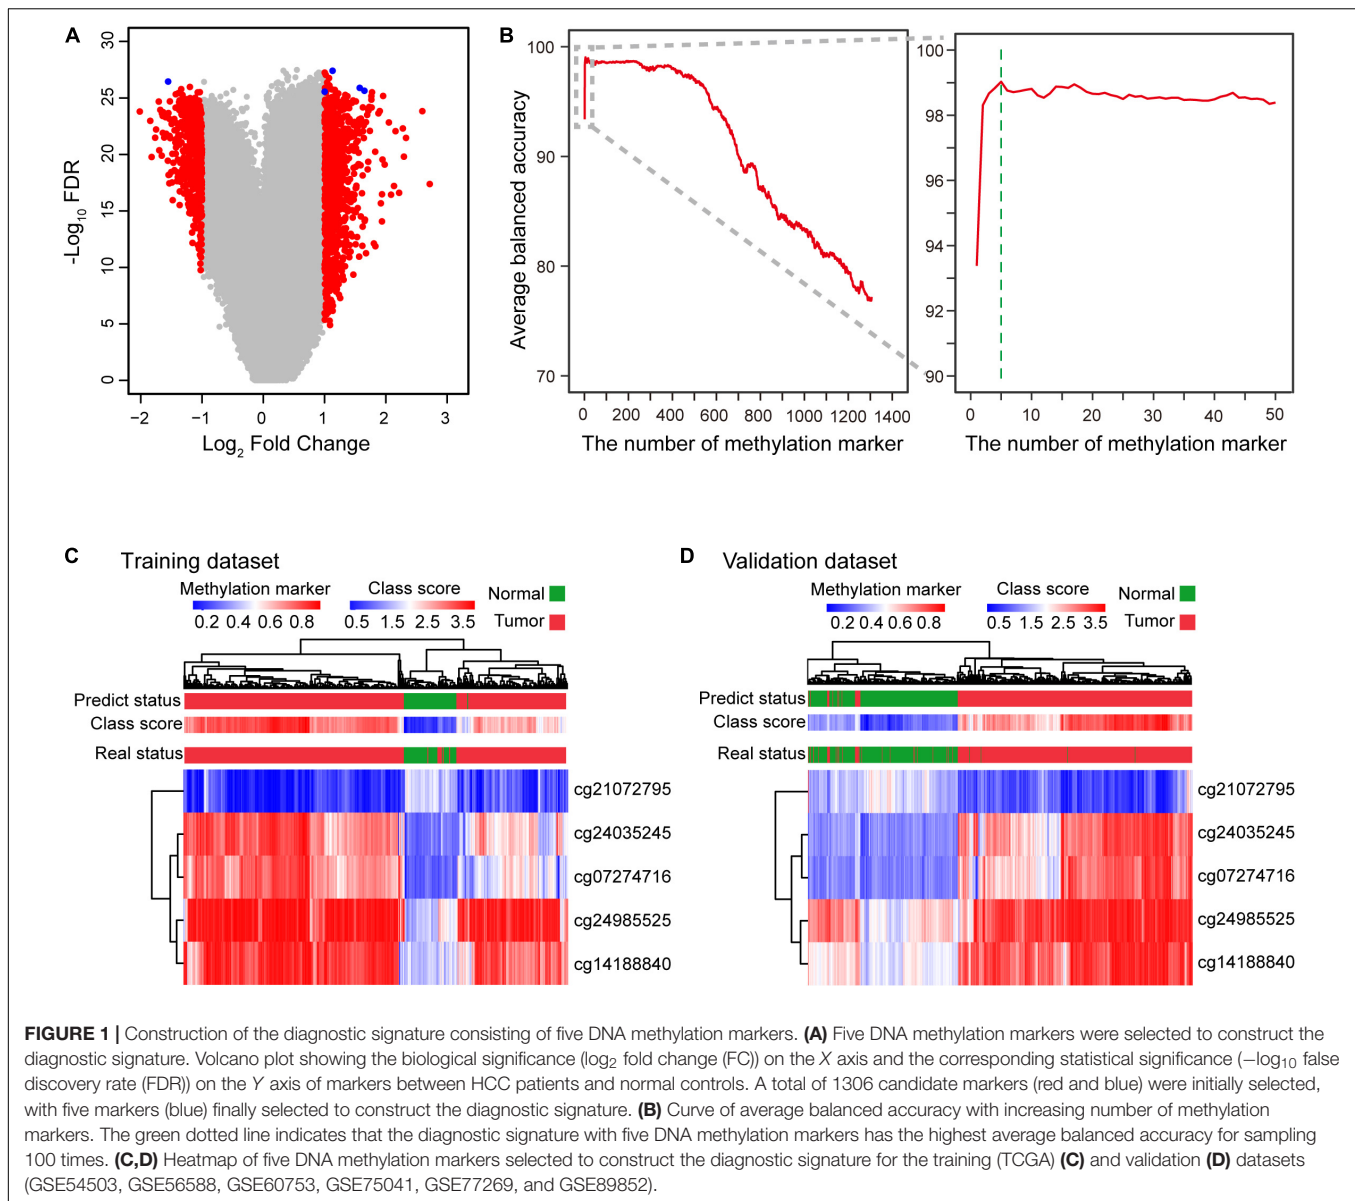 A
30
25
20
15
10
5
0
-Log10 FDR
−2 −1 0 1 2 3
Log2 Fold Change
B
100
90
80
70
Average balanced accuracy
0 200 400 600 800 1000 1200 1400
The number of methylation marker
100
98
96
94
92
90
0 10 20 30 40 50
The number of methylation marker
C Training dataset
Methylation marker
0.2 0.4 0.6 0.8
Class score
0.5 1.5 2.5 3.5
Normal
Tumor
Predict status
Class score
Real status
cg21072795
cg24035245
cg07274716
cg24985525
cg14188840
D Validation dataset
Methylation marker
0.2 0.4 0.6 0.8
Class score
0.5 1.5 2.5 3.5
Normal
Tumor
Predict status
Class score
Real status
cg21072795
cg24035245
cg07274716
cg24985525
cg14188840
FIGURE 1 | Construction of the diagnostic signature consisting of five DNA methylation markers. (A) Five DNA methylation markers were selected to construct the
diagnostic signature. Volcano plot showing the biological significance (log2 fold change (FC)) on the X axis and the corresponding statistical significance (−log10 false
discovery rate (FDR)) on the Y axis of markers between HCC patients and normal controls. A total of 1306 candidate markers (red and blue) were initially selected,
with five markers (blue) finally selected to construct the diagnostic signature. (B) Curve of average balanced accuracy with increasing number of methylation
markers. The green dotted line indicates that the diagnostic signature with five DNA methylation markers has the highest average balanced accuracy for sampling
100 times. (C,D) Heatmap of five DNA methylation markers selected to construct the diagnostic signature for the training (TCGA) (C) and validation (D) datasets
(GSE54503, GSE56588, GSE60753, GSE75041, GSE77269, and GSE89852).